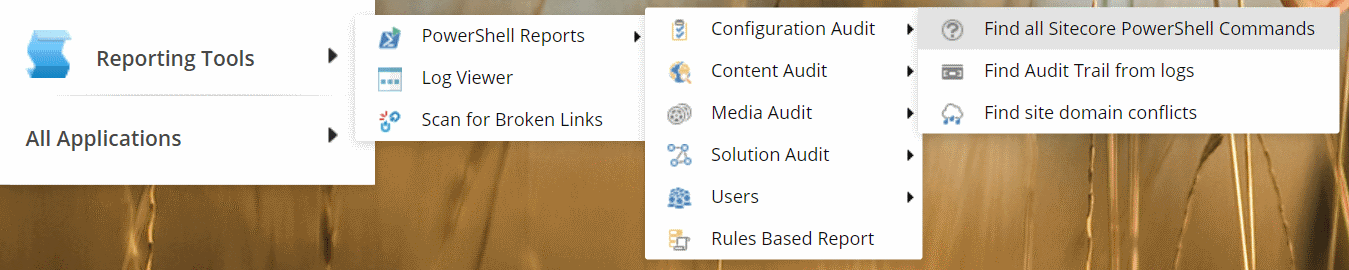 Reporting Tools
All Applications
PowerShell Reports
Log Viewer
Scan for Broken Links
Configuration Audit
Content Audit
Media Audit
Solution Audit
Users
Rules Based Report
Find all Sitecore PowerShell Commands
Find Audit Trail from logs
Find site domain conflicts